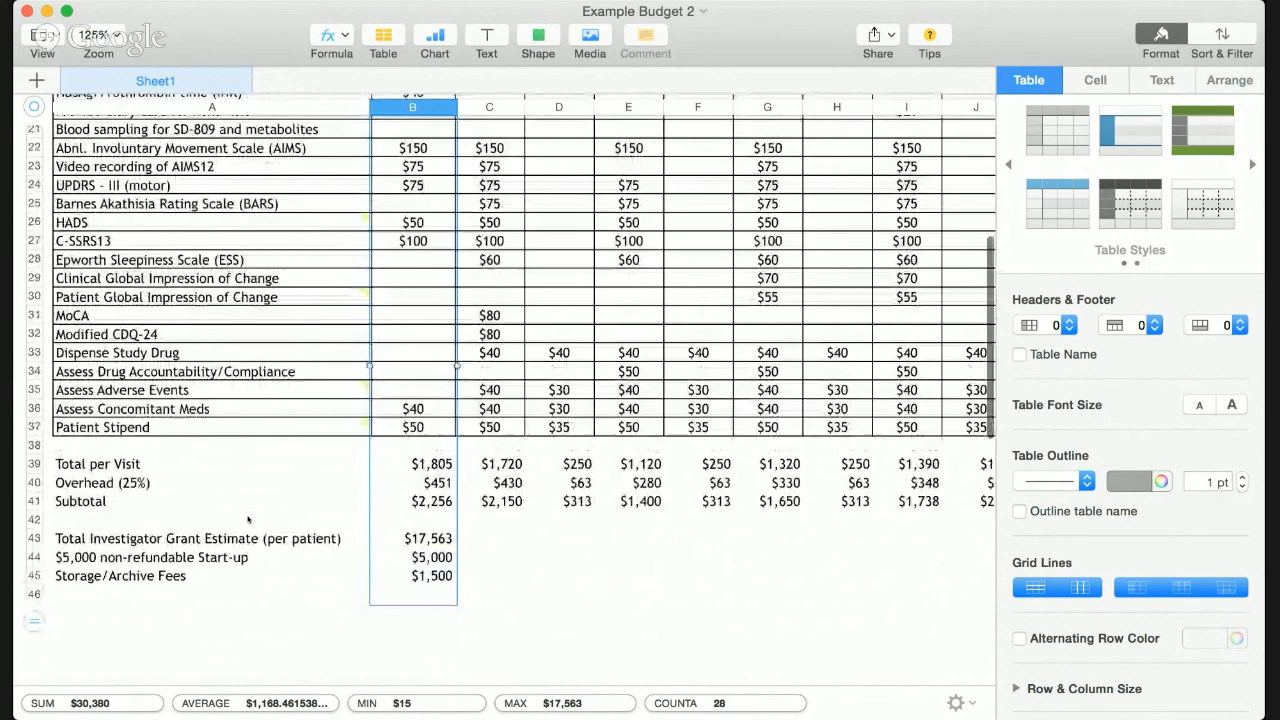 Example Budget 2
125%
Google
View Zoom Formula Table Chart Text Shape Media Comment Share Tips Format Sort & Filter
Sheet1
Table Cell Text Arrange
A B C D E F G H I J
21 Blood sampling for SD-809 and metabolites
22 Abnl. Involuntary Movement Scale (AIMS) $150 $150 $150 $150 $150
23 Video recording of AIMS12 $75 $75 $75 $75
24 UPDRS - III (motor) $75 $75 $75 $75 $75
25 Barnes Akathisia Rating Scale (BARS) $75 $75 $75 $75
26 HADS $50 $50 $50 $50 $50
27 C-SSRS13 $100 $100 $100 $100 $100
28 Epworth Sleepiness Scale (ESS) $60 $60 $60 $60
29 Clinical Global Impression of Change $70 $70
30 Patient Global Impression of Change $55 $55
31 MoCA $80
32 Modified CDQ-24 $80
33 Dispense Study Drug $40 $40 $40 $40 $40 $40 $40 $40
34 Assess Drug Accountability/Compliance $50 $50 $50
35 Assess Adverse Events $40 $30 $40 $30 $40 $30 $40 $30
36 Assess Concomitant Meds $40 $40 $30 $40 $30 $40 $30 $40 $30
37 Patient Stipend $50 $50 $35 $50 $35 $50 $35 $50 $35
38
39 Total per Visit $1,805 $1,720 $250 $1,120 $250 $1,320 $250 $1,390
40 Overhead (25%) $451 $430 $63 $280 $63 $330 $63 $348
41 Subtotal $2,256 $2,150 $313 $1,400 $313 $1,650 $313 $1,738
42
43 Total Investigator Grant Estimate (per patient) $17,563
44 $5,000 non-refundable Start-up $5,000
45 Storage/Archive Fees $1,500
46
Table Styles
Headers & Footer
0 0 0
Table Name
Table Font Size A A
Table Outline
1 pt
Outline table name
Grid Lines
Alternating Row Color
Row & Column Size
SUM $30,380 AVERAGE $1,168.461538... MIN $15 MAX $17,563 COUNTA 28